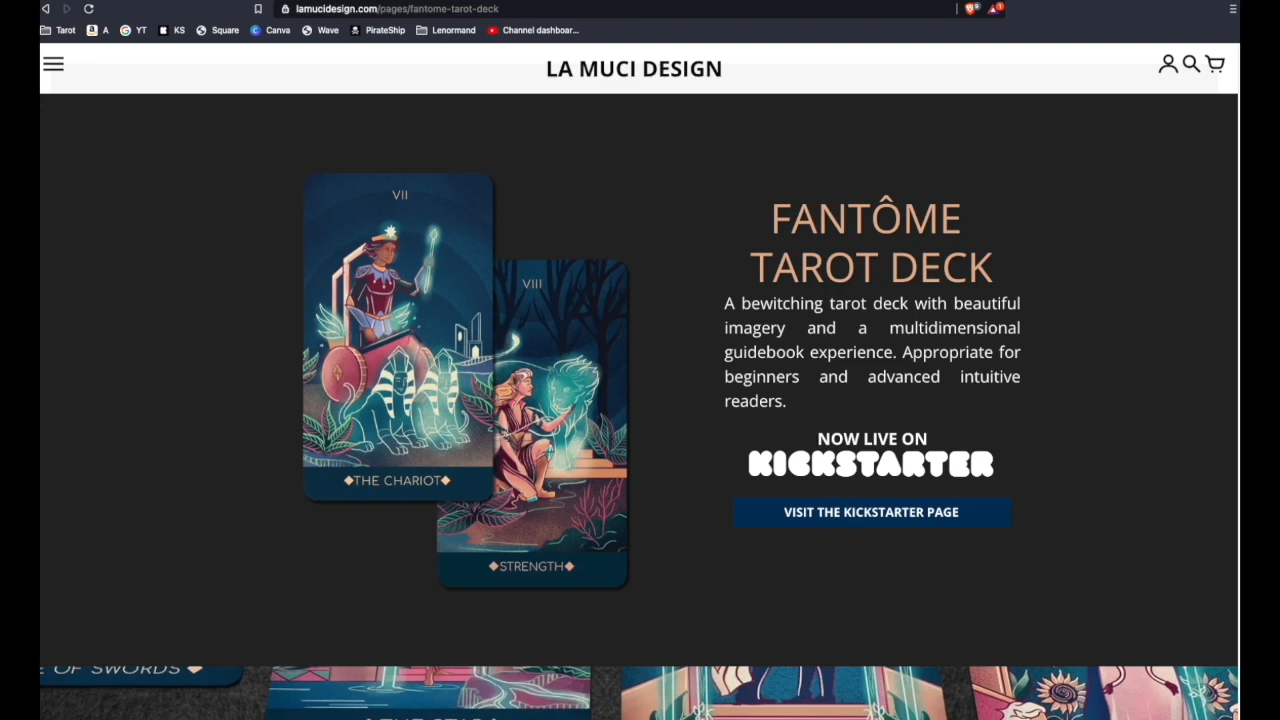 lamucidesign.com/pages/fantome-tarot-deck
Tarot A YT KS Square Canva Wave PirateShip Lenormand Channel dashboar...
LA MUCI DESIGN
VII
◆THE CHARIOT◆
VIII
◆STRENGTH◆
FANTÔME
TAROT DECK
A bewitching tarot deck with beautiful
imagery and a multidimensional
guidebook experience. Appropriate for
beginners and advanced intuitive
readers.
NOW LIVE ON
KICKSTARTER
VISIT THE KICKSTARTER PAGE
OF SWORDS◆